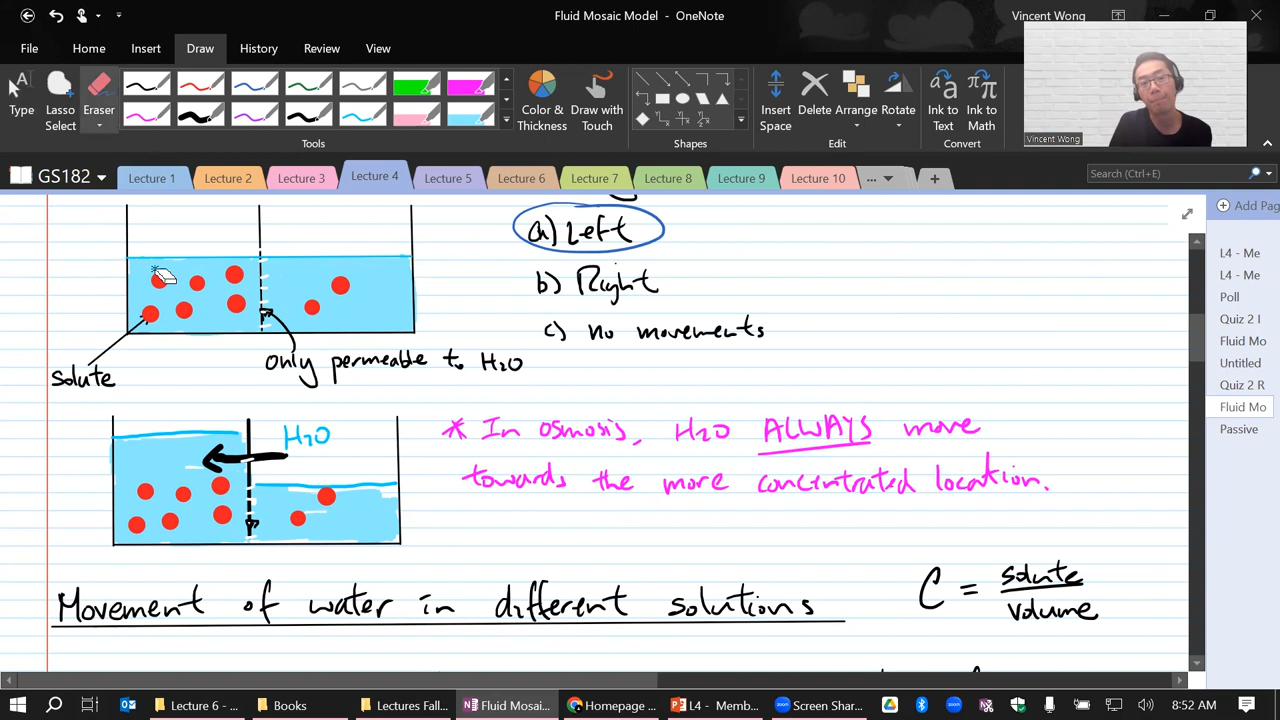 Fluid Mosaic Model - OneNote
Vincent Wong
File Home Insert Draw History Review View
Type Lasso Select Eraser
Color & Thickness Draw with Touch
Insert Space Delete Arrange Rotate
Ink to Text Ink to Math
Vincent Wong
Tools Shapes Edit Convert
GS182 Lecture 1 Lecture 2 Lecture 3 Lecture 4 Lecture 5 Lecture 6 Lecture 7 Lecture 8 Lecture 9 Lecture 10 ... Search (Ctrl+E)
Add Pag
a) Left
b) Right
c) no movements
only permeable to H2O
solute
H2O
* In osmosis, H2O ALWAYS move
towards the more concentrated location.
Movement of water in different solutions
C = solute
volume
L4 - Me
L4 - Me
Poll
Quiz 2 I
Fluid Mo
Untitled
Quiz 2 R
Fluid Mo
Passive
Lecture 6 - ... Books Lectures Fall... Fluid Mosai... Homepage ... L4 - Memb... Screen Shar... 8:52 AM